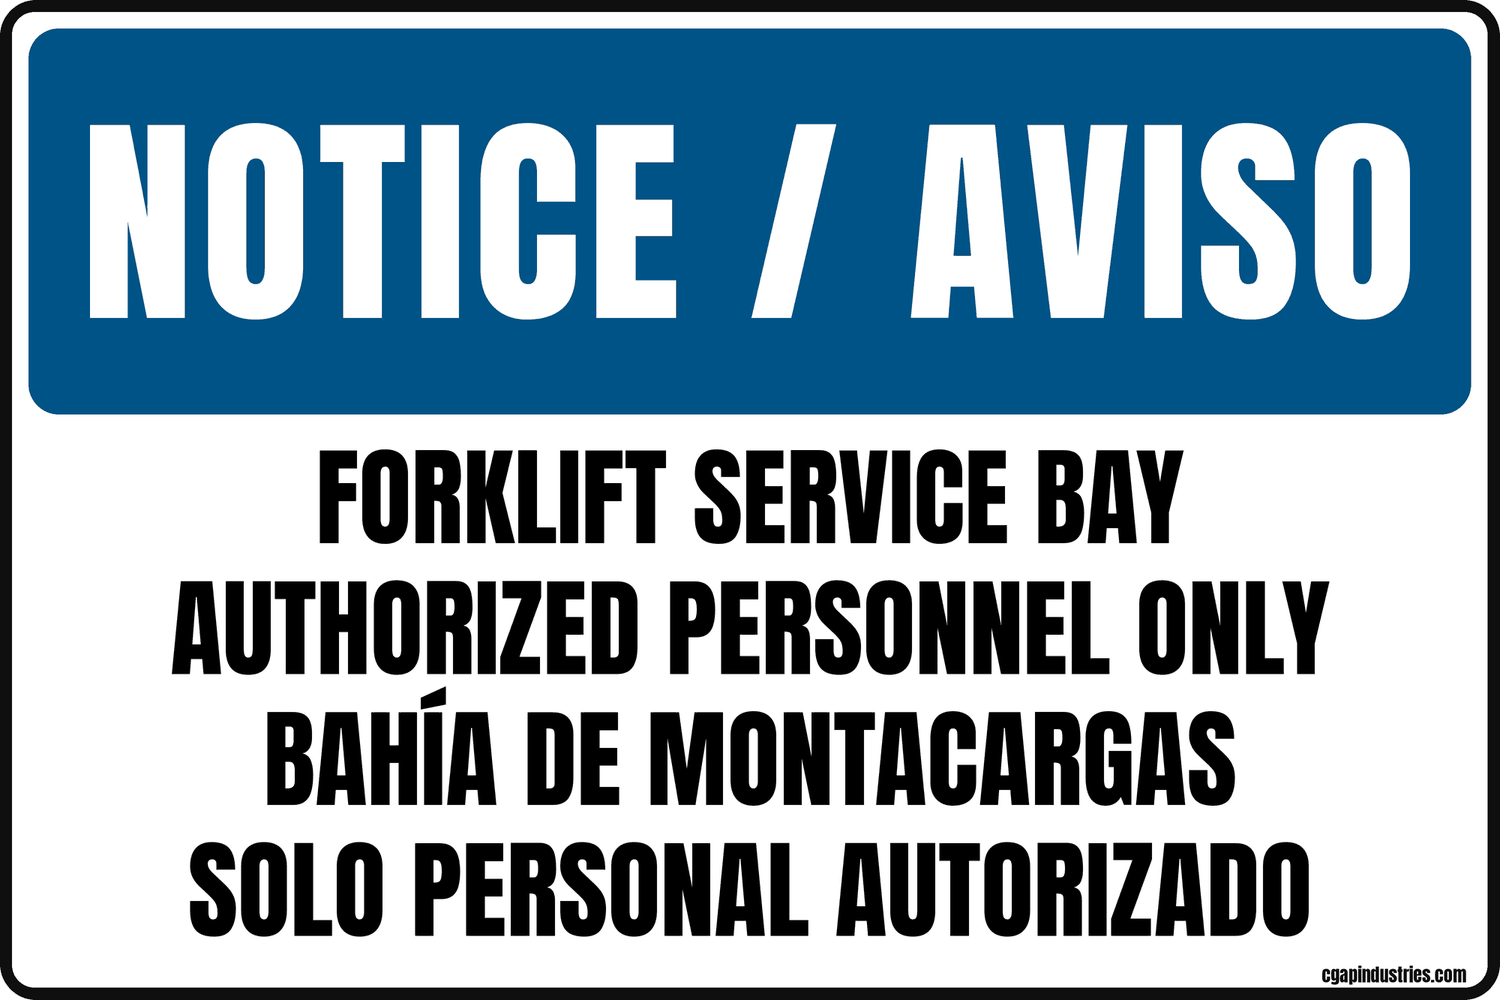 NOTICE / AVISO
FORKLIFT SERVICE BAY
AUTHORIZED PERSONNEL ONLY
BAHÍA DE MONTACARGAS
SOLO PERSONAL AUTORIZADO
cgapindustries.com